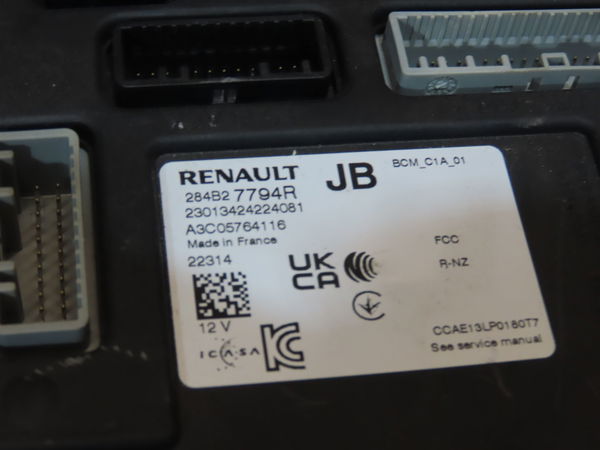 RENAULT JB BCM_C1A_01
284B2 7794R
23013424224081
A3C05764116
Made in France
22314
UK
CA
FCC
R-NZ
12 V
ICASA
KC
CCAE13LP0180T7
See service manual